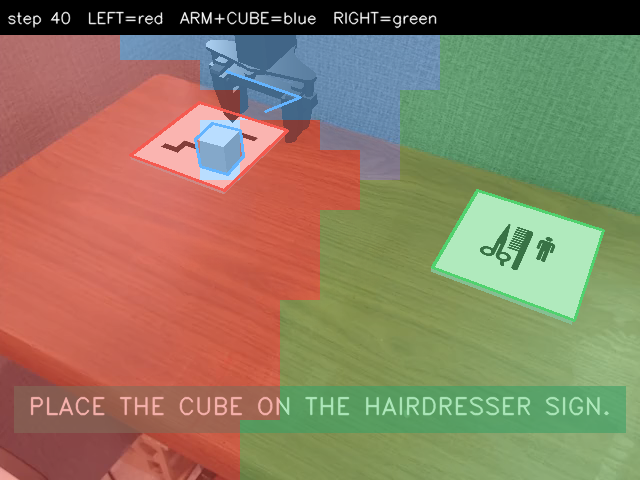 step 40 LEFT=red ARM+CUBE=blue RIGHT=green
PLACE THE CUBE ON THE HAIRDRESSER SIGN.